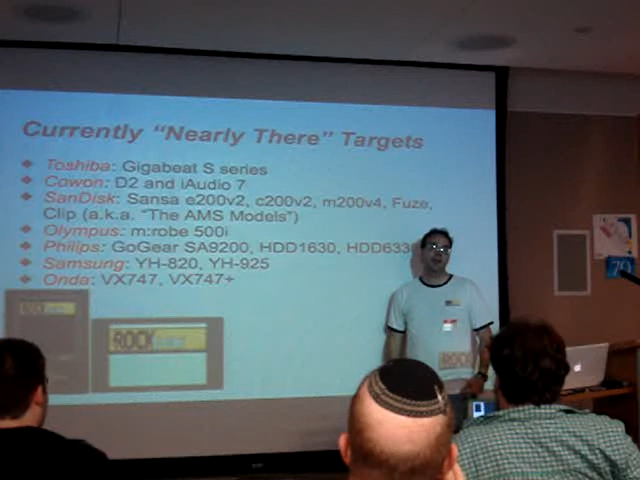 Currently “Nearly There” Targets
Toshiba: Gigabeat S series
Cowon: D2 and iAudio 7
SanDisk: Sansa e200v2, c200v2, m200v4, Fuze,
Clip (a.k.a. “The AMS Models”)
Olympus: m:robe 500i
Philips: GoGear SA9200, HDD1630, HDD633
Samsung: YH-820, YH-925
Onda: VX747, VX747+
ROCK
ROCK